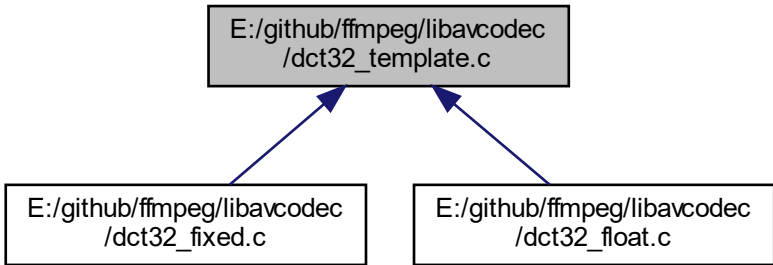 E:/github/ffmpeg/libavcodec
/dct32_template.c
E:/github/ffmpeg/libavcodec
/dct32_fixed.c
E:/github/ffmpeg/libavcodec
/dct32_float.c